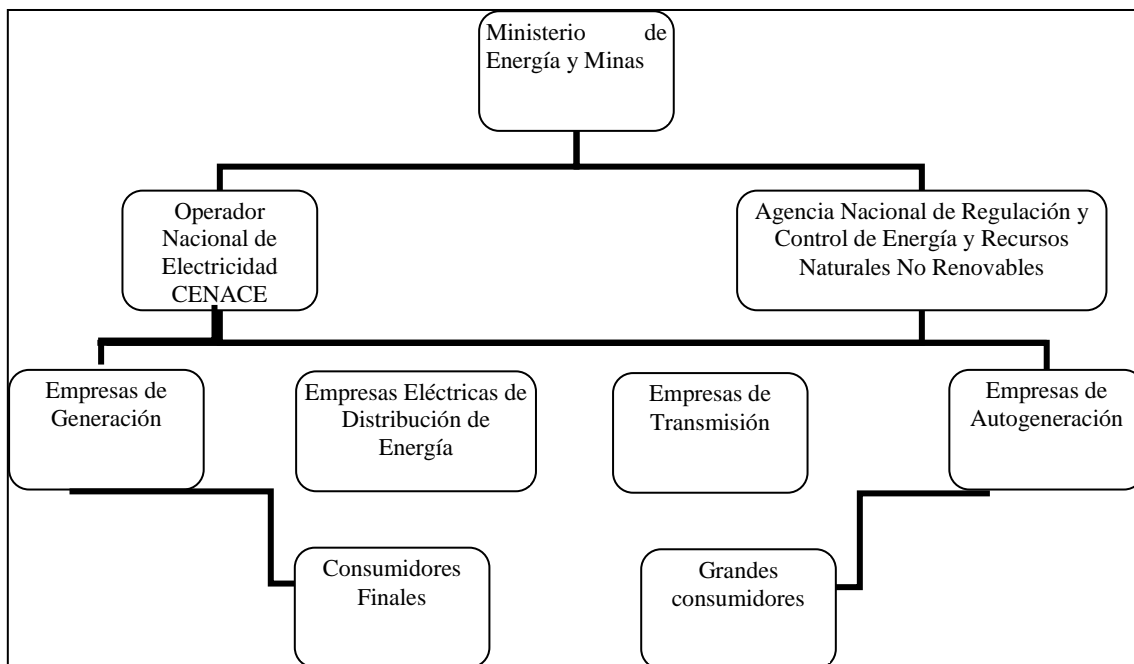 Ministerio de
Energía y Minas
Operador
Nacional de
Electricidad
CENACE
Agencia Nacional de Regulación y
Control de Energía y Recursos
Naturales No Renovables
Empresas de
Generación
Empresas Eléctricas de
Distribución de
Energía
Empresas de
Transmisión
Empresas de
Autogeneración
Consumidores
Finales
Grandes
consumidores